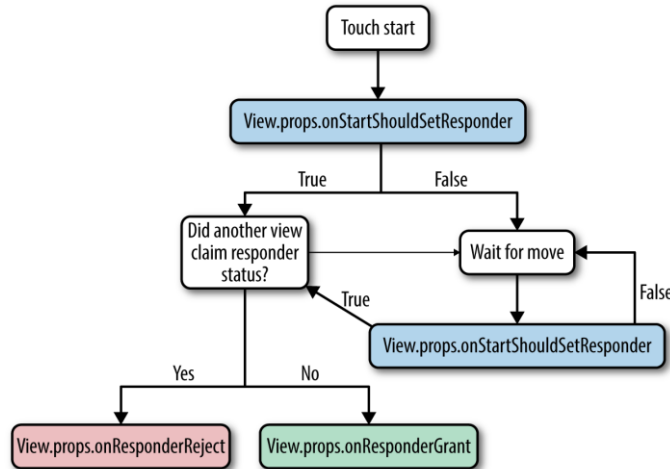 Touch start
View.props.onStartShouldSetResponder
True
False
Did another view
claim responder
status?
Wait for move
True
False
View.props.onStartShouldSetResponder
Yes
No
View.props.onResponderReject
View.props.onResponderGrant